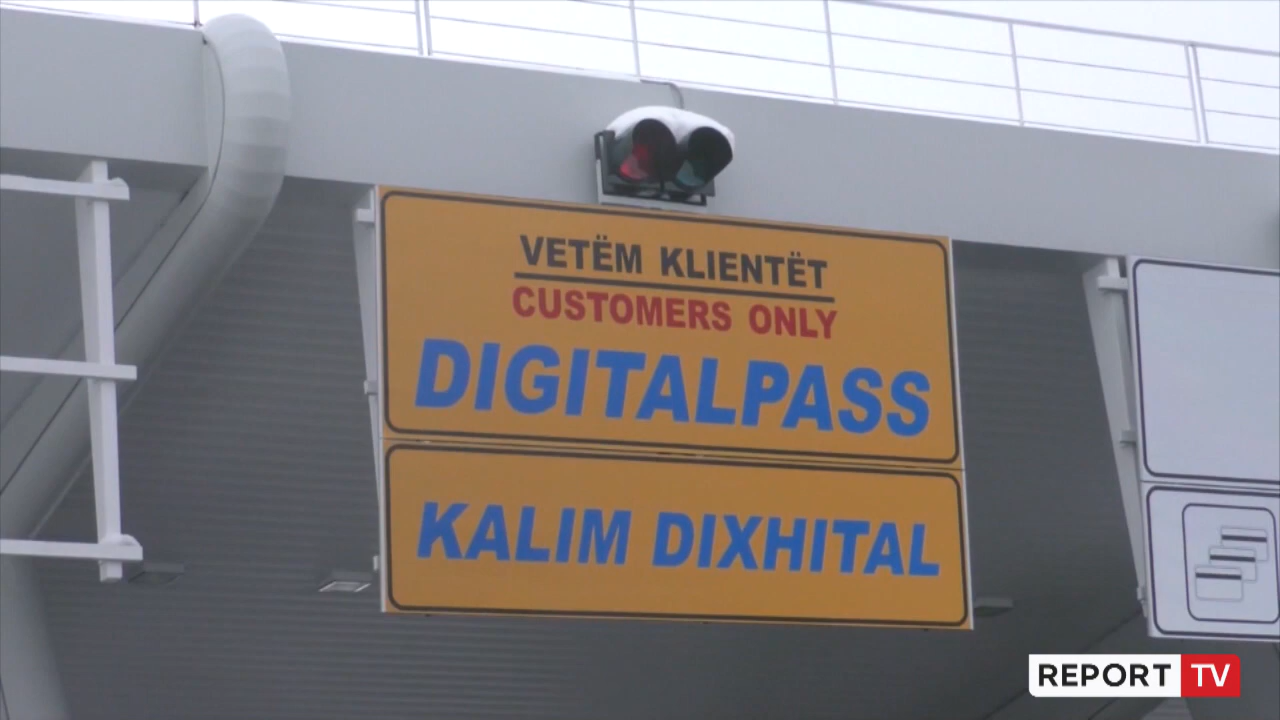 VETËM KLIENTËT
CUSTOMERS ONLY
DIGITALPASS
KALIM DIXHITAL
REPORT TV